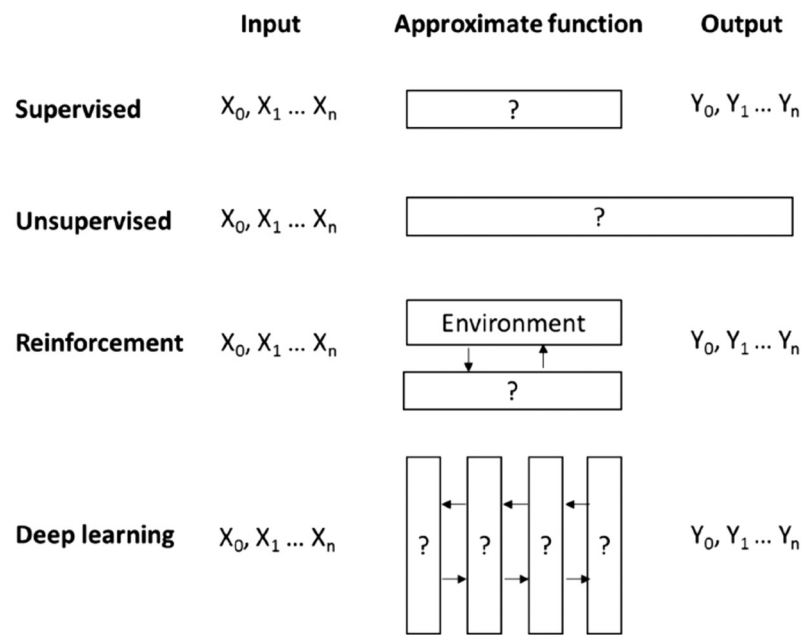 Input Approximate function Output
Supervised X₀, X₁ ... Xₙ ? Y₀, Y₁ ... Yₙ
Unsupervised X₀, X₁ ... Xₙ ?
Environment
Reinforcement X₀, X₁ ... Xₙ Y₀, Y₁ ... Yₙ
?
Deep learning X₀, X₁ ... Xₙ ? ? ? ? Y₀, Y₁ ... Yₙ